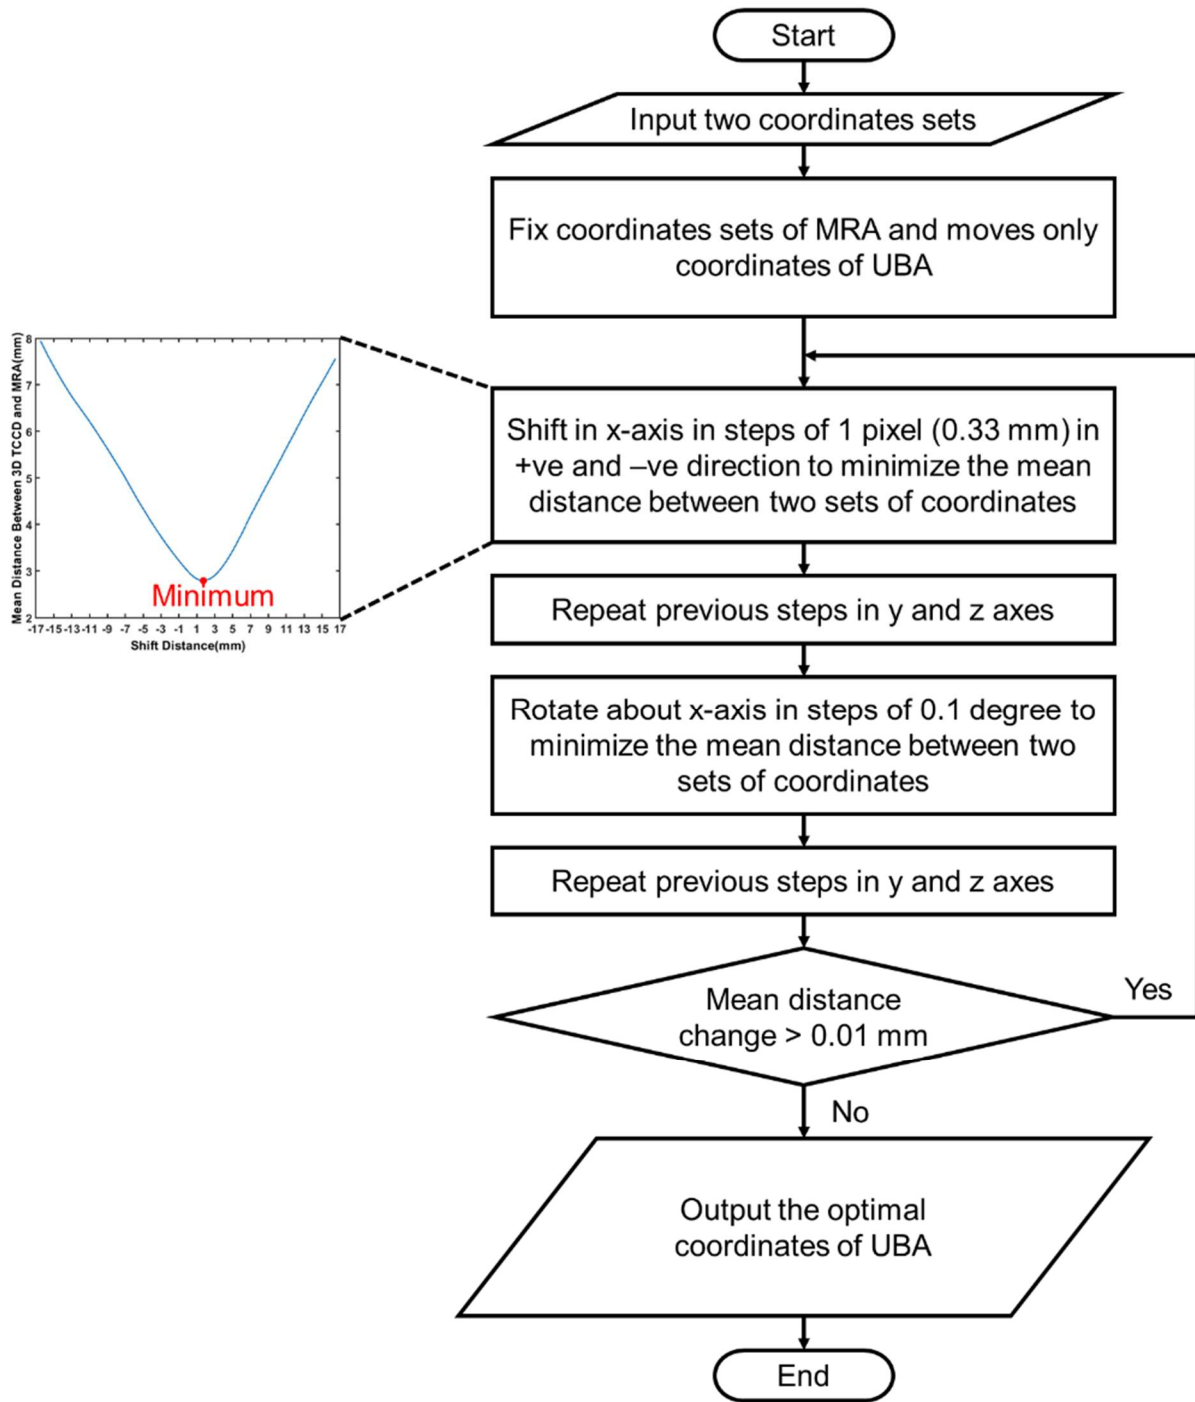 Start
Input two coordinates sets
Fix coordinates sets of MRA and moves only
coordinates of UBA
Mean Distance Between 3D TCCD and MRA(mm)
8
7
6
5
4
3
2
Minimum
-17 -15 -13 -11 -9 -7 -5 -3 -1 1 3 5 7 9 11 13 15 17
Shift Distance(mm)
Shift in x-axis in steps of 1 pixel (0.33 mm) in
+ve and –ve direction to minimize the mean
distance between two sets of coordinates
Repeat previous steps in y and z axes
Rotate about x-axis in steps of 0.1 degree to
minimize the mean distance between two
sets of coordinates
Repeat previous steps in y and z axes
Mean distance
change > 0.01 mm
Yes
No
Output the optimal
coordinates of UBA
End